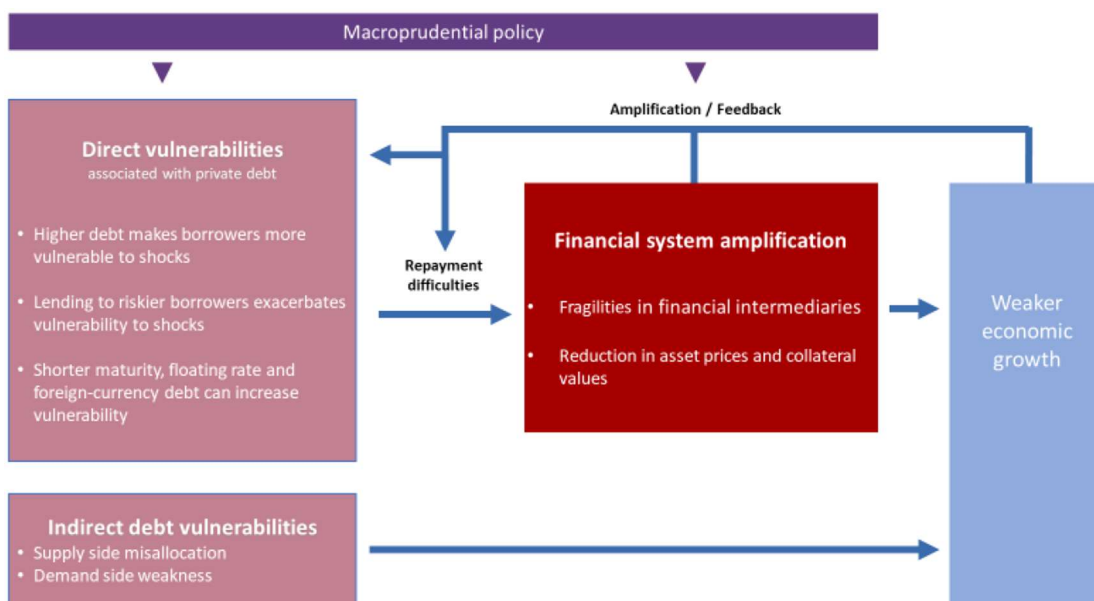 Macroprudential policy
Amplification / Feedback
Direct vulnerabilities
associated with private debt
• Higher debt makes borrowers more
vulnerable to shocks
• Lending to riskier borrowers exacerbates
vulnerability to shocks
• Shorter maturity, floating rate and
foreign-currency debt can increase
vulnerability
Repayment
difficulties
Financial system amplification
• Fragilities in financial intermediaries
• Reduction in asset prices and collateral
values
Weaker
economic
growth
Indirect debt vulnerabilities
• Supply side misallocation
• Demand side weakness